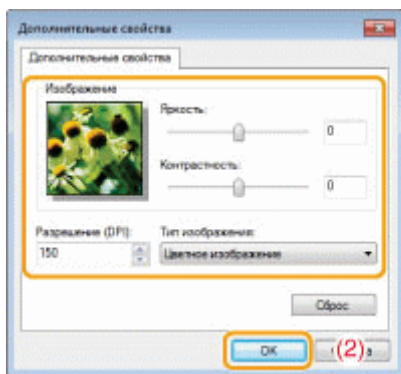 Дополнительные свойства
Дополнительные свойства
Изображение
Яркость:
0
Контрастность:
0
Разрешение (DPI):
Тип изображения:
150
Цветное изображение
Сброс
OK
(2)